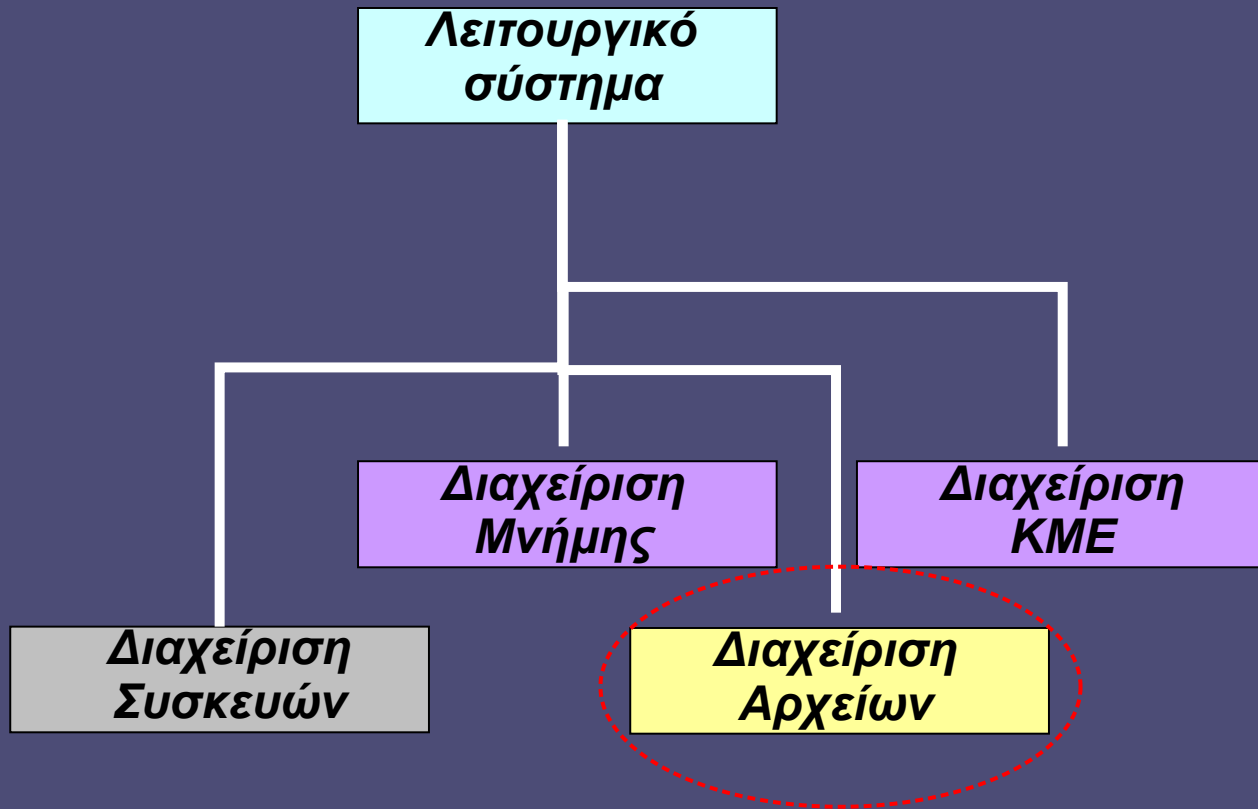 Λειτουργικό
σύστημα
Διαχείριση
Μνήμης
Διαχείριση
ΚΜΕ
Διαχείριση
Συσκευών
Διαχείριση
Αρχείων